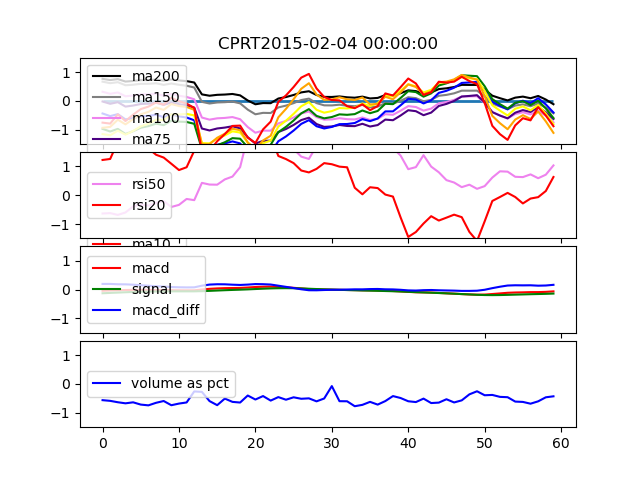 CPRT2015-02-04 00:00:00
1
0
−1
ma200
ma150
ma100
ma75
1
0
−1
rsi50
rsi20
ma10
1
0
−1
macd
signal
macd_diff
1
0
−1
volume as pct
0 10 20 30 40 50 60